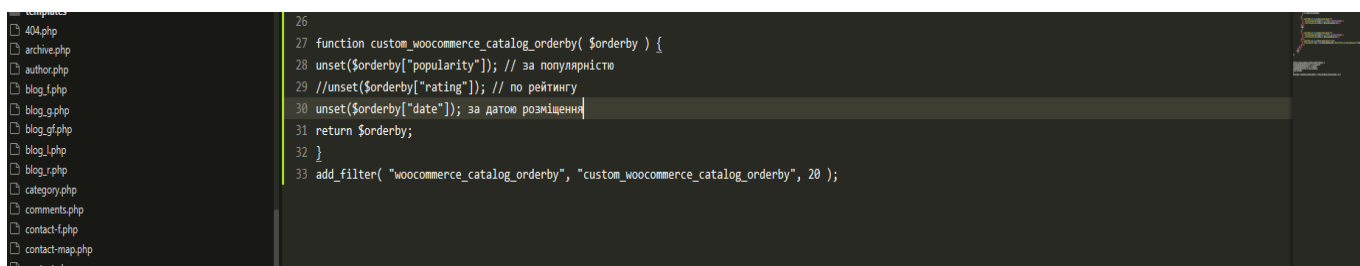 templates
404.php
archive.php
author.php
blog_f.php
blog_g.php
blog_gf.php
blog_l.php
blog_r.php
category.php
comments.php
contact-f.php
contact-map.php
26
27 function custom_woocommerce_catalog_orderby( $orderby ) {
28 unset($orderby["popularity"]); // за популярністю
29 //unset($orderby["rating"]); // по рейтингу
30 unset($orderby["date"]); за датою розміщення
31 return $orderby;
32 }
33 add_filter( "woocommerce_catalog_orderby", "custom_woocommerce_catalog_orderby", 20 );